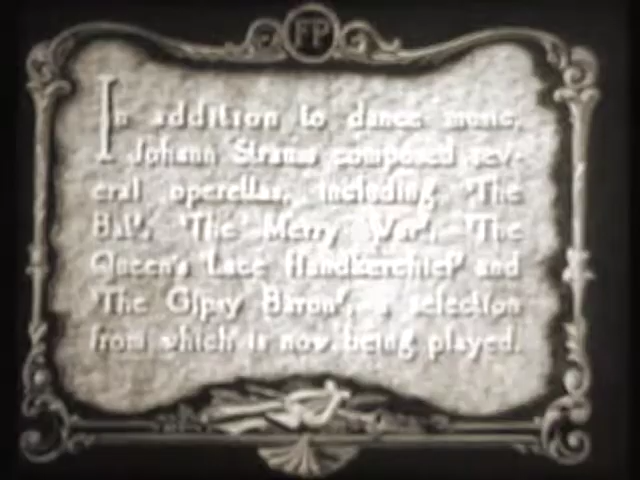 FP
In addition to dance music,
Johann Strauss composed sev-
eral operettas, including 'The
Bat', 'The Merry War', 'The
Queen's Lace Handkerchief' and
'The Gipsy Baron', a selection
from which is now being played.